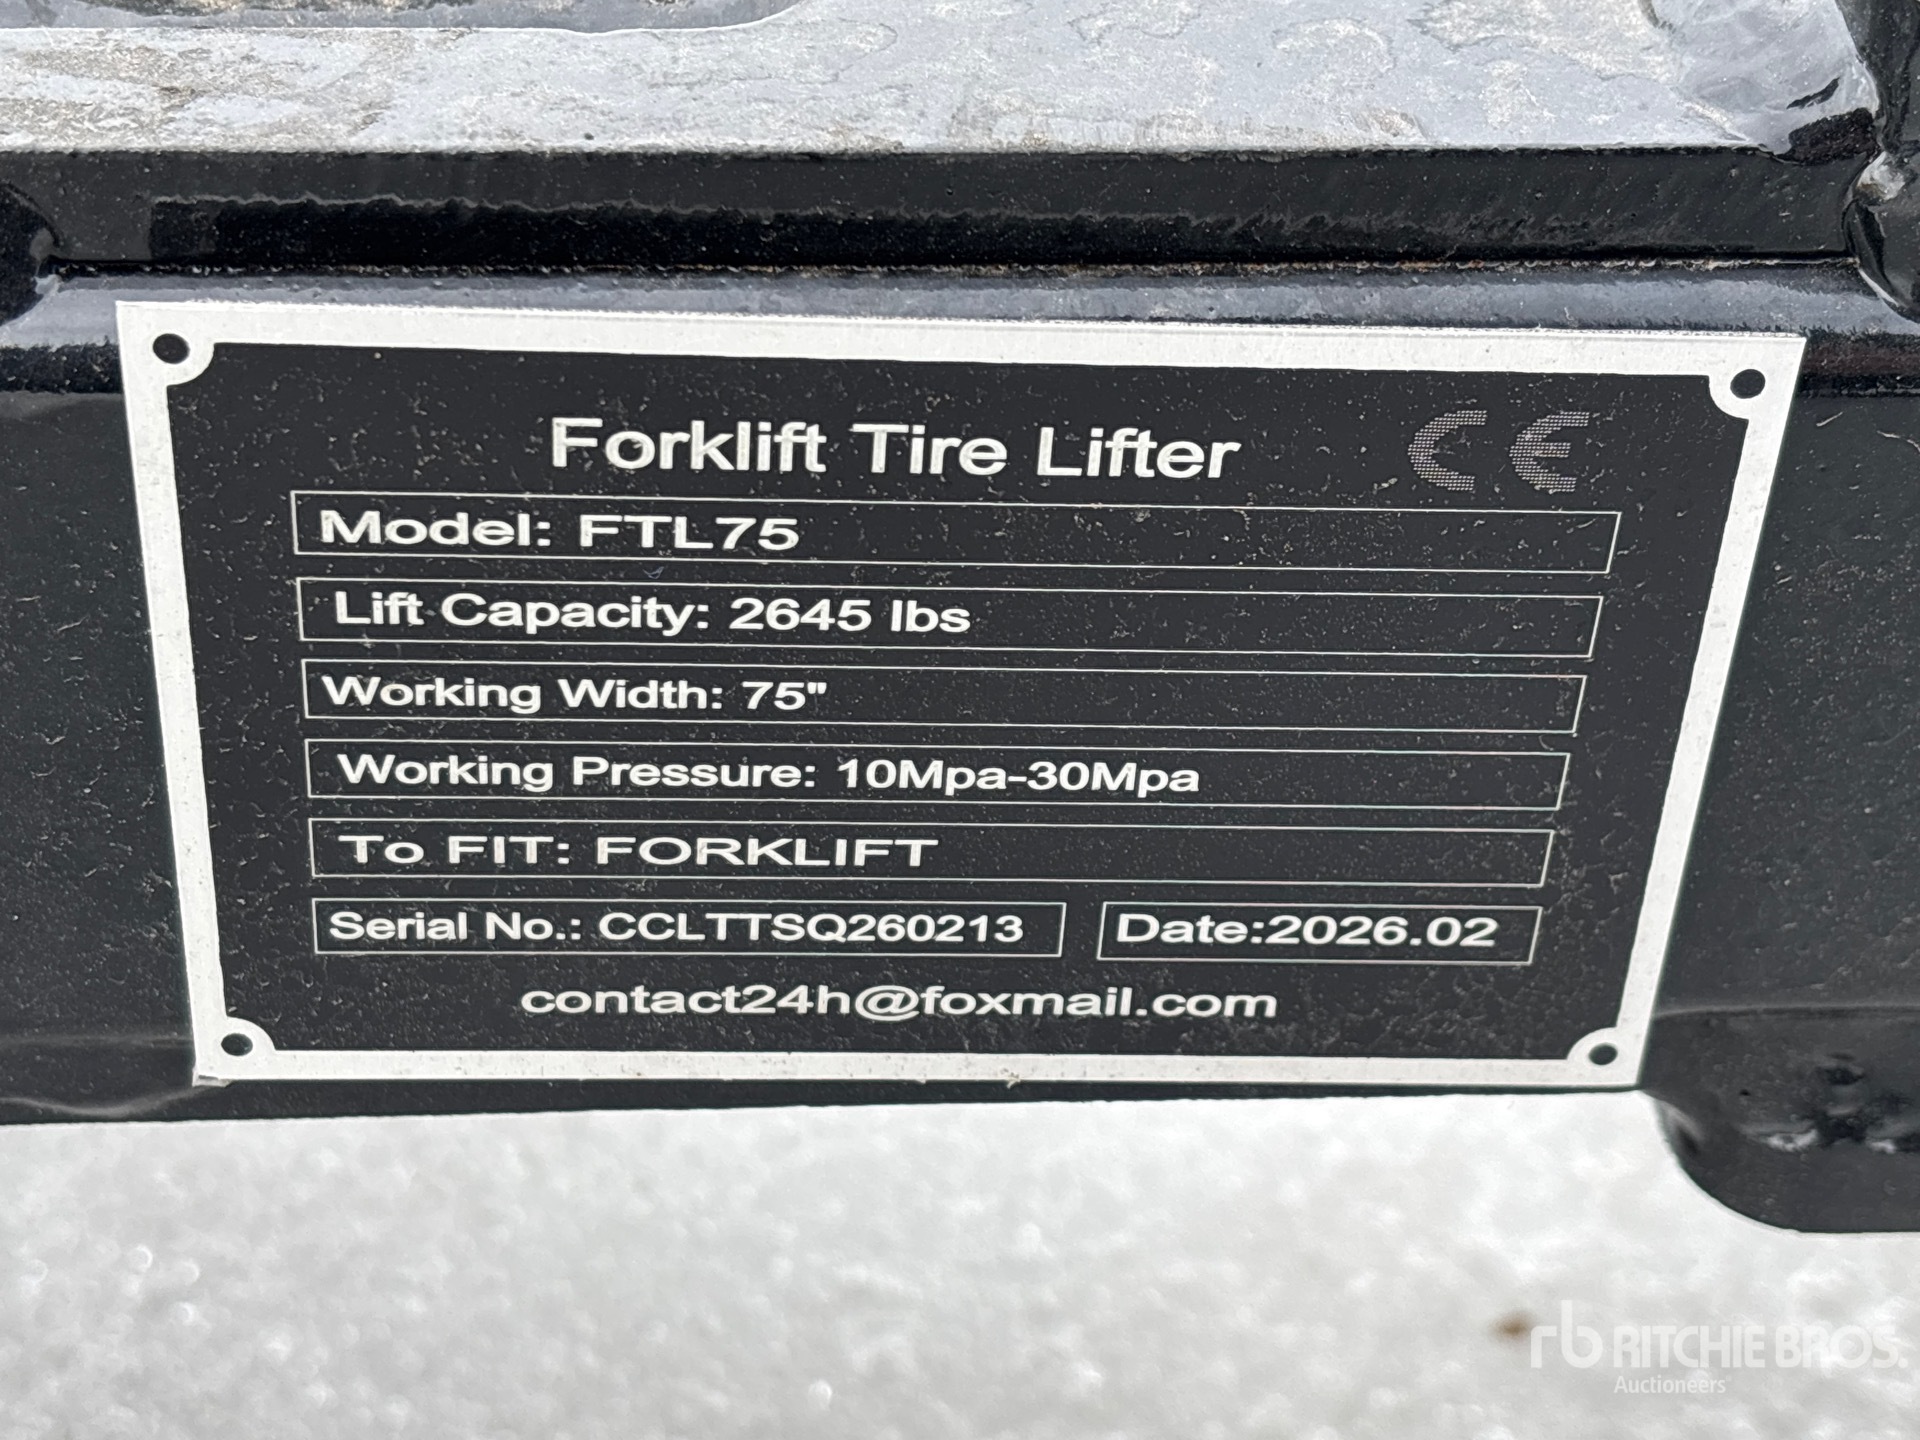 Forklift Tire Lifter CE
Model: FTL75
Lift Capacity: 2645 lbs
Working Width: 75"
Working Pressure: 10Mpa-30Mpa
To FIT: FORKLIFT
Serial No.: CCLTTSQ260213 Date:2026.02
contact24h@foxmail.com
rb RITCHIE BROS.
Auctioneers